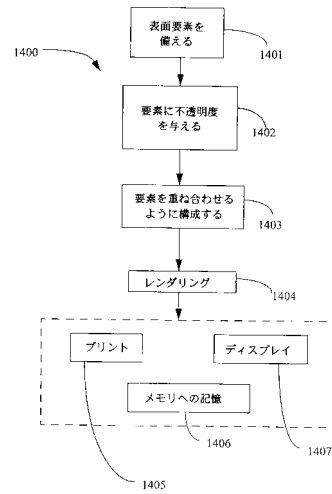 表面要素を
備える
1401
1400
要素に不透明度
を与える
1402
要素を重ね合わせる
ように構成する
1403
レンダリング
1404
プリント
ディスプレイ
メモリへの記憶
1406
1407
1405